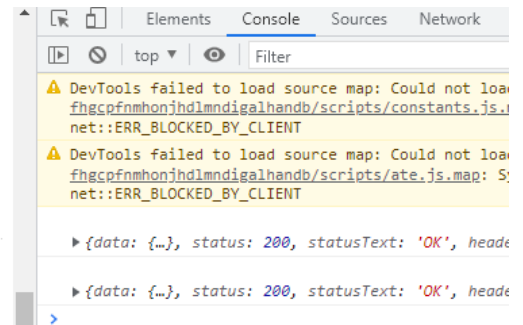 Elements Console Sources Network
top Filter
DevTools failed to load source map: Could not loa
fhgcpfnmhonjhdlmndigalhandb/scripts/constants.js.
net::ERR_BLOCKED_BY_CLIENT
DevTools failed to load source map: Could not loa
fhgcpfnmhonjhdlmndigalhandb/scripts/ate.js.map: S
net::ERR_BLOCKED_BY_CLIENT
{data: {…}, status: 200, statusText: 'OK', heade
{data: {…}, status: 200, statusText: 'OK', heade